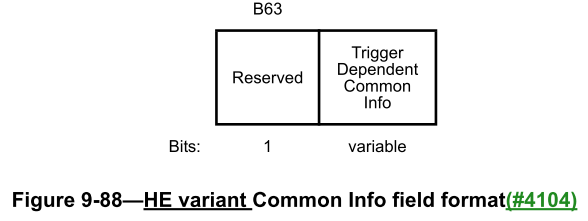 B63
Reserved
Trigger
Dependent
Common
Info
Bits:
1
variable
Figure 9-88—HE variant Common Info field format(#4104)